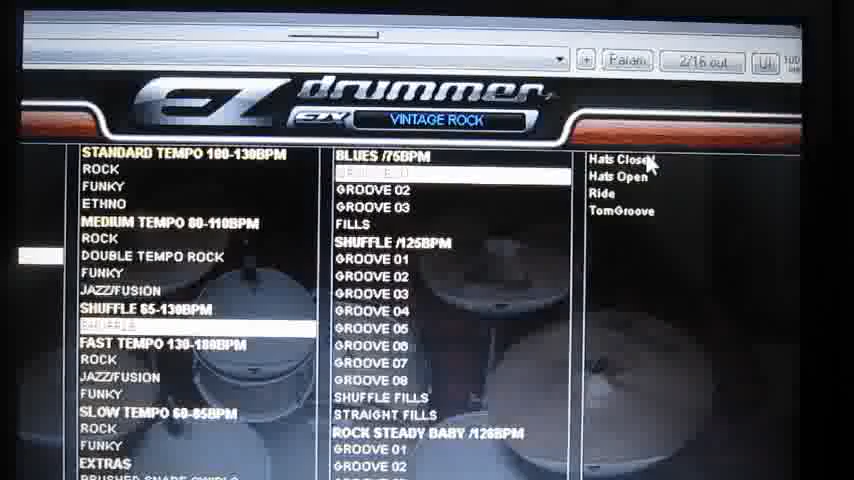 + Param 2/16 out UI 100
EZ drummer
EZX VINTAGE ROCK
STANDARD TEMPO 100-130BPM
ROCK
FUNKY
ETHNO
MEDIUM TEMPO 80-110BPM
ROCK
DOUBLE TEMPO ROCK
FUNKY
JAZZ/FUSION
SHUFFLE 65-130BPM
SHUFFLE
FAST TEMPO 130-180BPM
ROCK
JAZZ/FUSION
FUNKY
SLOW TEMPO 60-85BPM
ROCK
FUNKY
EXTRAS
BLUES /75BPM
GROOVE 02
GROOVE 03
FILLS
SHUFFLE /125BPM
GROOVE 01
GROOVE 02
GROOVE 03
GROOVE 04
GROOVE 05
GROOVE 06
GROOVE 07
GROOVE 08
SHUFFLE FILLS
STRAIGHT FILLS
ROCK STEADY BABY /128BPM
GROOVE 01
GROOVE 02
Hats Closed
Hats Open
Ride
TomGroove